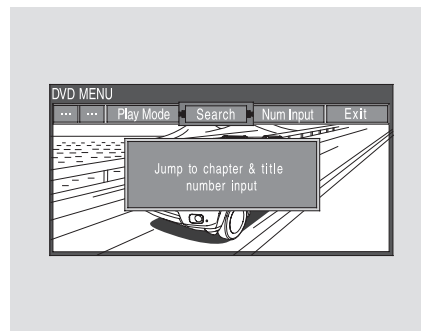 DVD MENU
··· ··· Play Mode Search Num Input Exit
Jump to chapter & title
number input